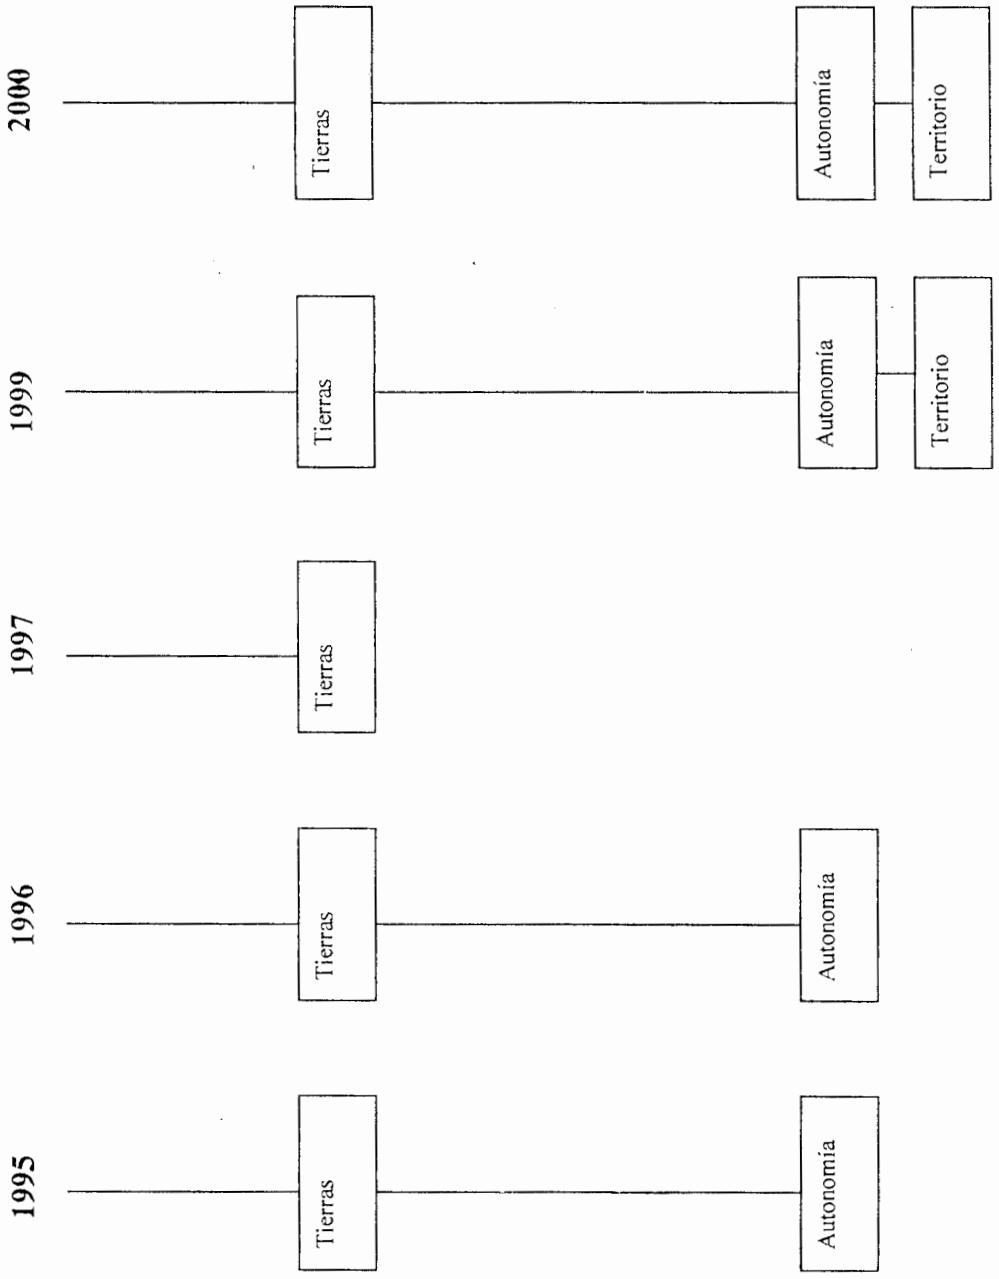 1995
1996
1997
1999
2000
Tierras
Tierras
Tierras
Tierras
Tierras
Autonomía
Autonomía
Autonomía
Autonomía
Territorio
Territorio